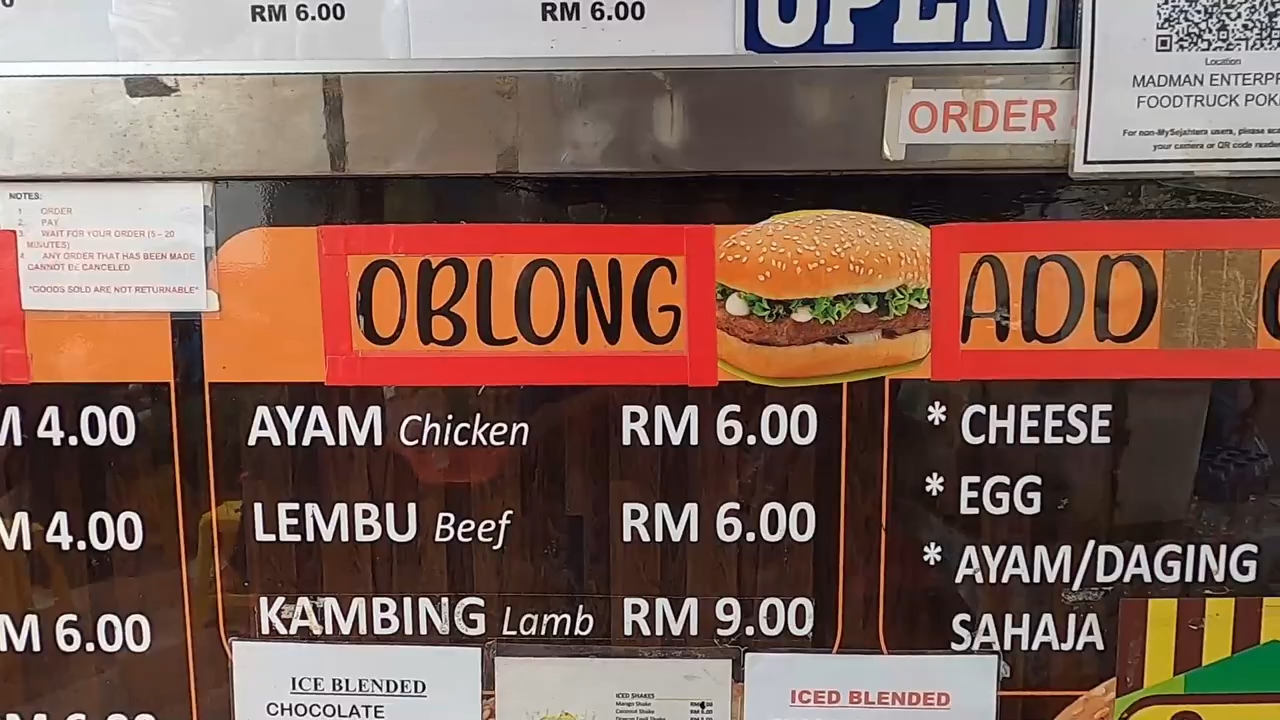 RM 6.00
RM 6.00
OPEN
Location
MADMAN ENTERPR
FOODTRUCK POK
For non-MySejahtera users, please sc
your camera or QR code reader
ORDER
NOTES:
1. ORDER
2. PAY
3. WAIT FOR YOUR ORDER (5 – 20
MINUTES)
4. ANY ORDER THAT HAS BEEN MADE
CANNOT BE CANCELED
"GOODS SOLD ARE NOT RETURNABLE"
M 4.00
M 4.00
M 6.00
OBLONG
AYAM Chicken RM 6.00
LEMBU Beef RM 6.00
KAMBING Lamb RM 9.00
ADD
* CHEESE
* EGG
* AYAM/DAGING
SAHAJA
ICE BLENDED
CHOCOLATE
ICED SHAKES
Mango Shake
Coconut Shake
ICED BLENDED